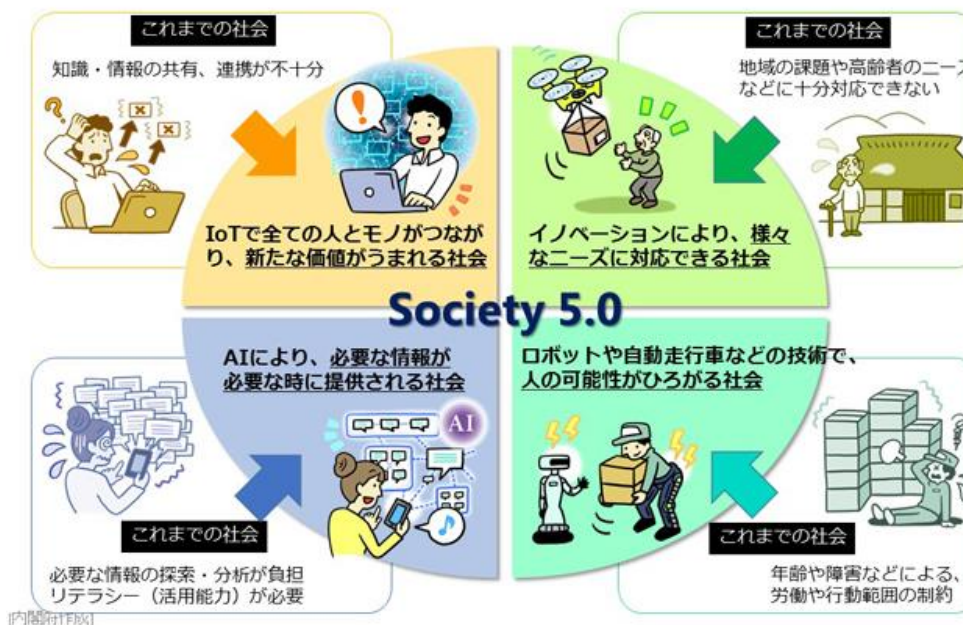 これまでの社会
知識・情報の共有、連携が不十分
IoTで全ての人とモノがつなが
り、新たな価値がうまれる社会
これまでの社会
地域の課題や高齢者のニーズ
などに十分対応できない
イノベーションにより、様々
なニーズに対応できる社会
Society 5.0
AIにより、必要な情報が
必要な時に提供される社会
AI
これまでの社会
必要な情報の探索・分析が負担
リテラシー（活用能力）が必要
ロボットや自動走行車などの技術で、
人の可能性がひろがる社会
これまでの社会
年齢や障害などによる、
労働や行動範囲の制約
[内閣府作成]